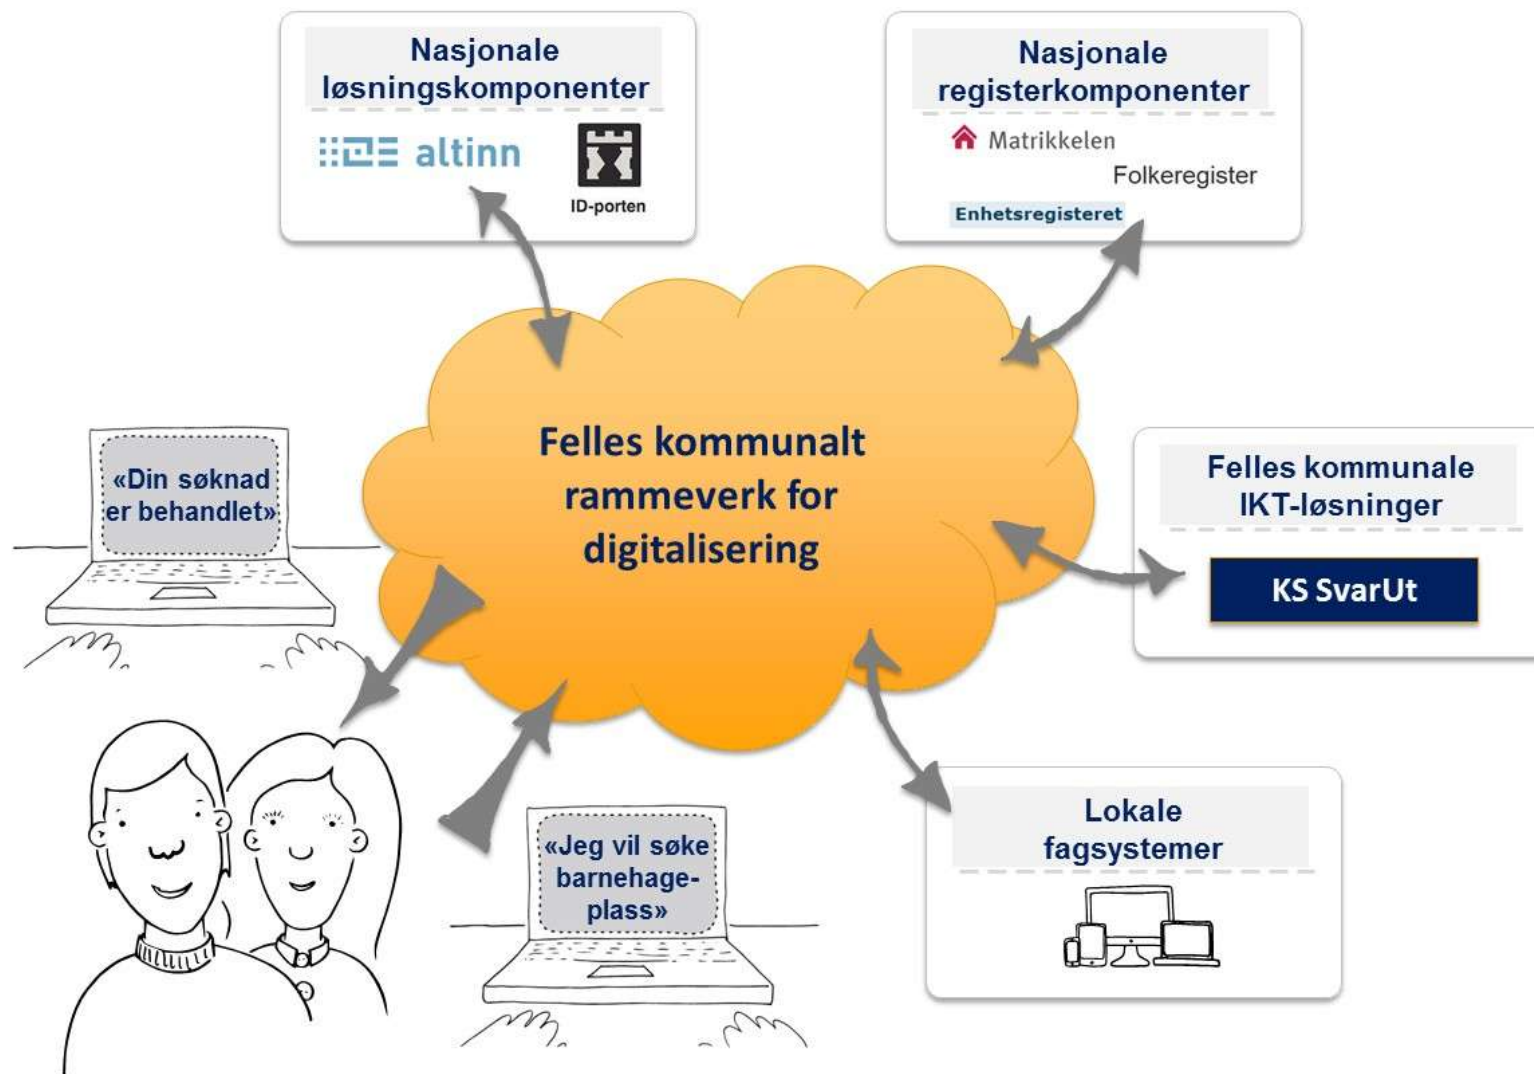 Nasjonale
løsningskomponenter
altinn
ID-porten
Nasjonale
registerkomponenter
Matrikkelen
Folkeregister
Enhetsregisteret
Felles kommunalt
rammeverk for
digitalisering
«Din søknad
er behandlet»
Felles kommunale
IKT-løsninger
KS SvarUt
«Jeg vil søke
barnehage-
plass»
Lokale
fagsystemer